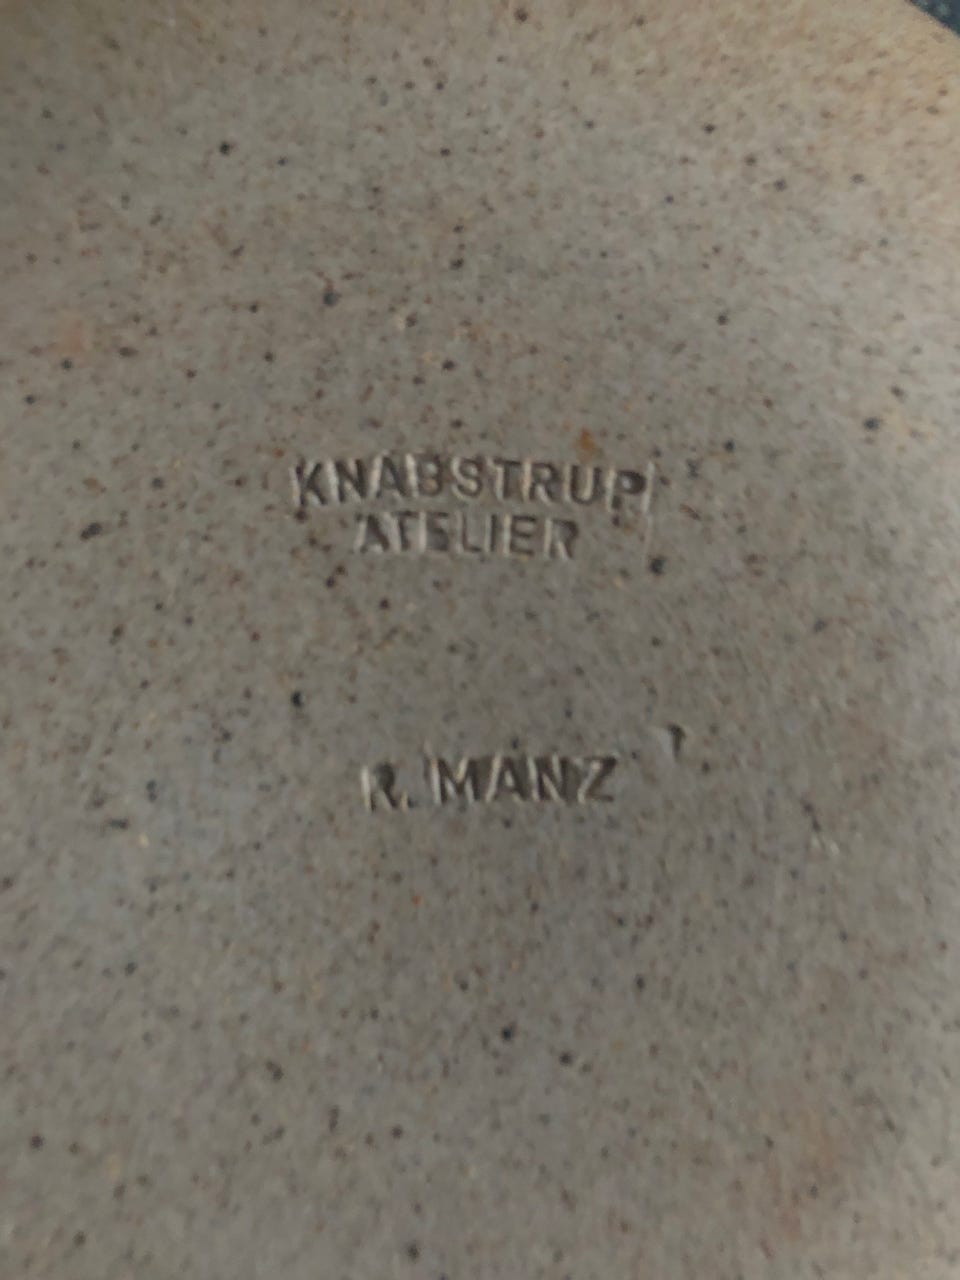 KNABSTRUP
ATELIER
R. MANZ